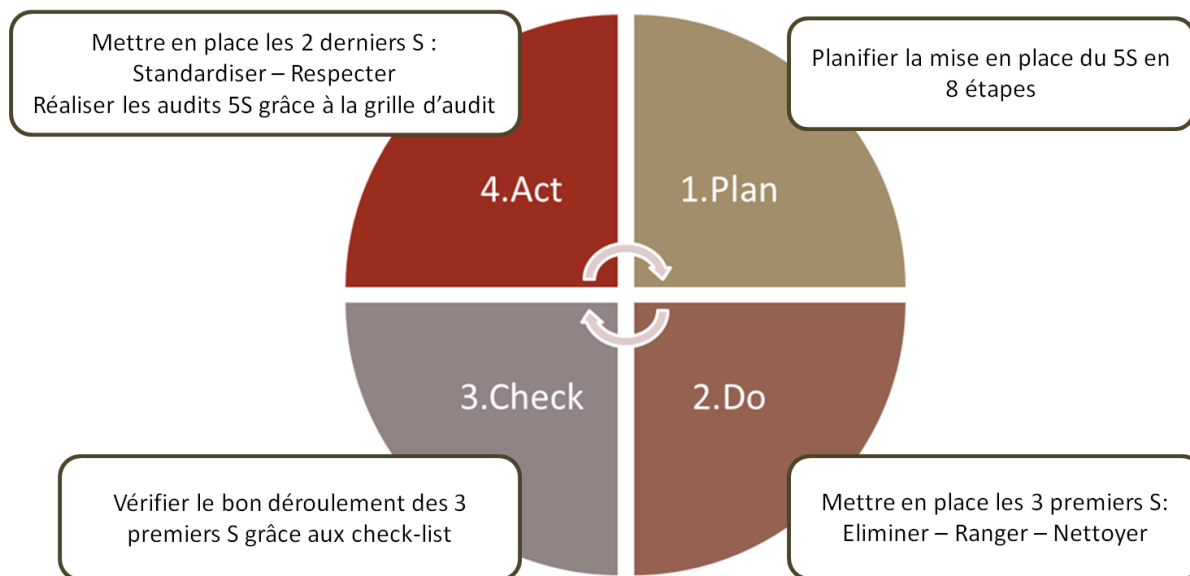 Mettre en place les 2 derniers S :
Standardiser – Respecter
Réaliser les audits 5S grâce à la grille d’audit
Planifier la mise en place du 5S en
8 étapes
4.Act
1.Plan
3.Check
2.Do
Vérifier le bon déroulement des 3
premiers S grâce aux check-list
Mettre en place les 3 premiers S:
Eliminer – Ranger – Nettoyer